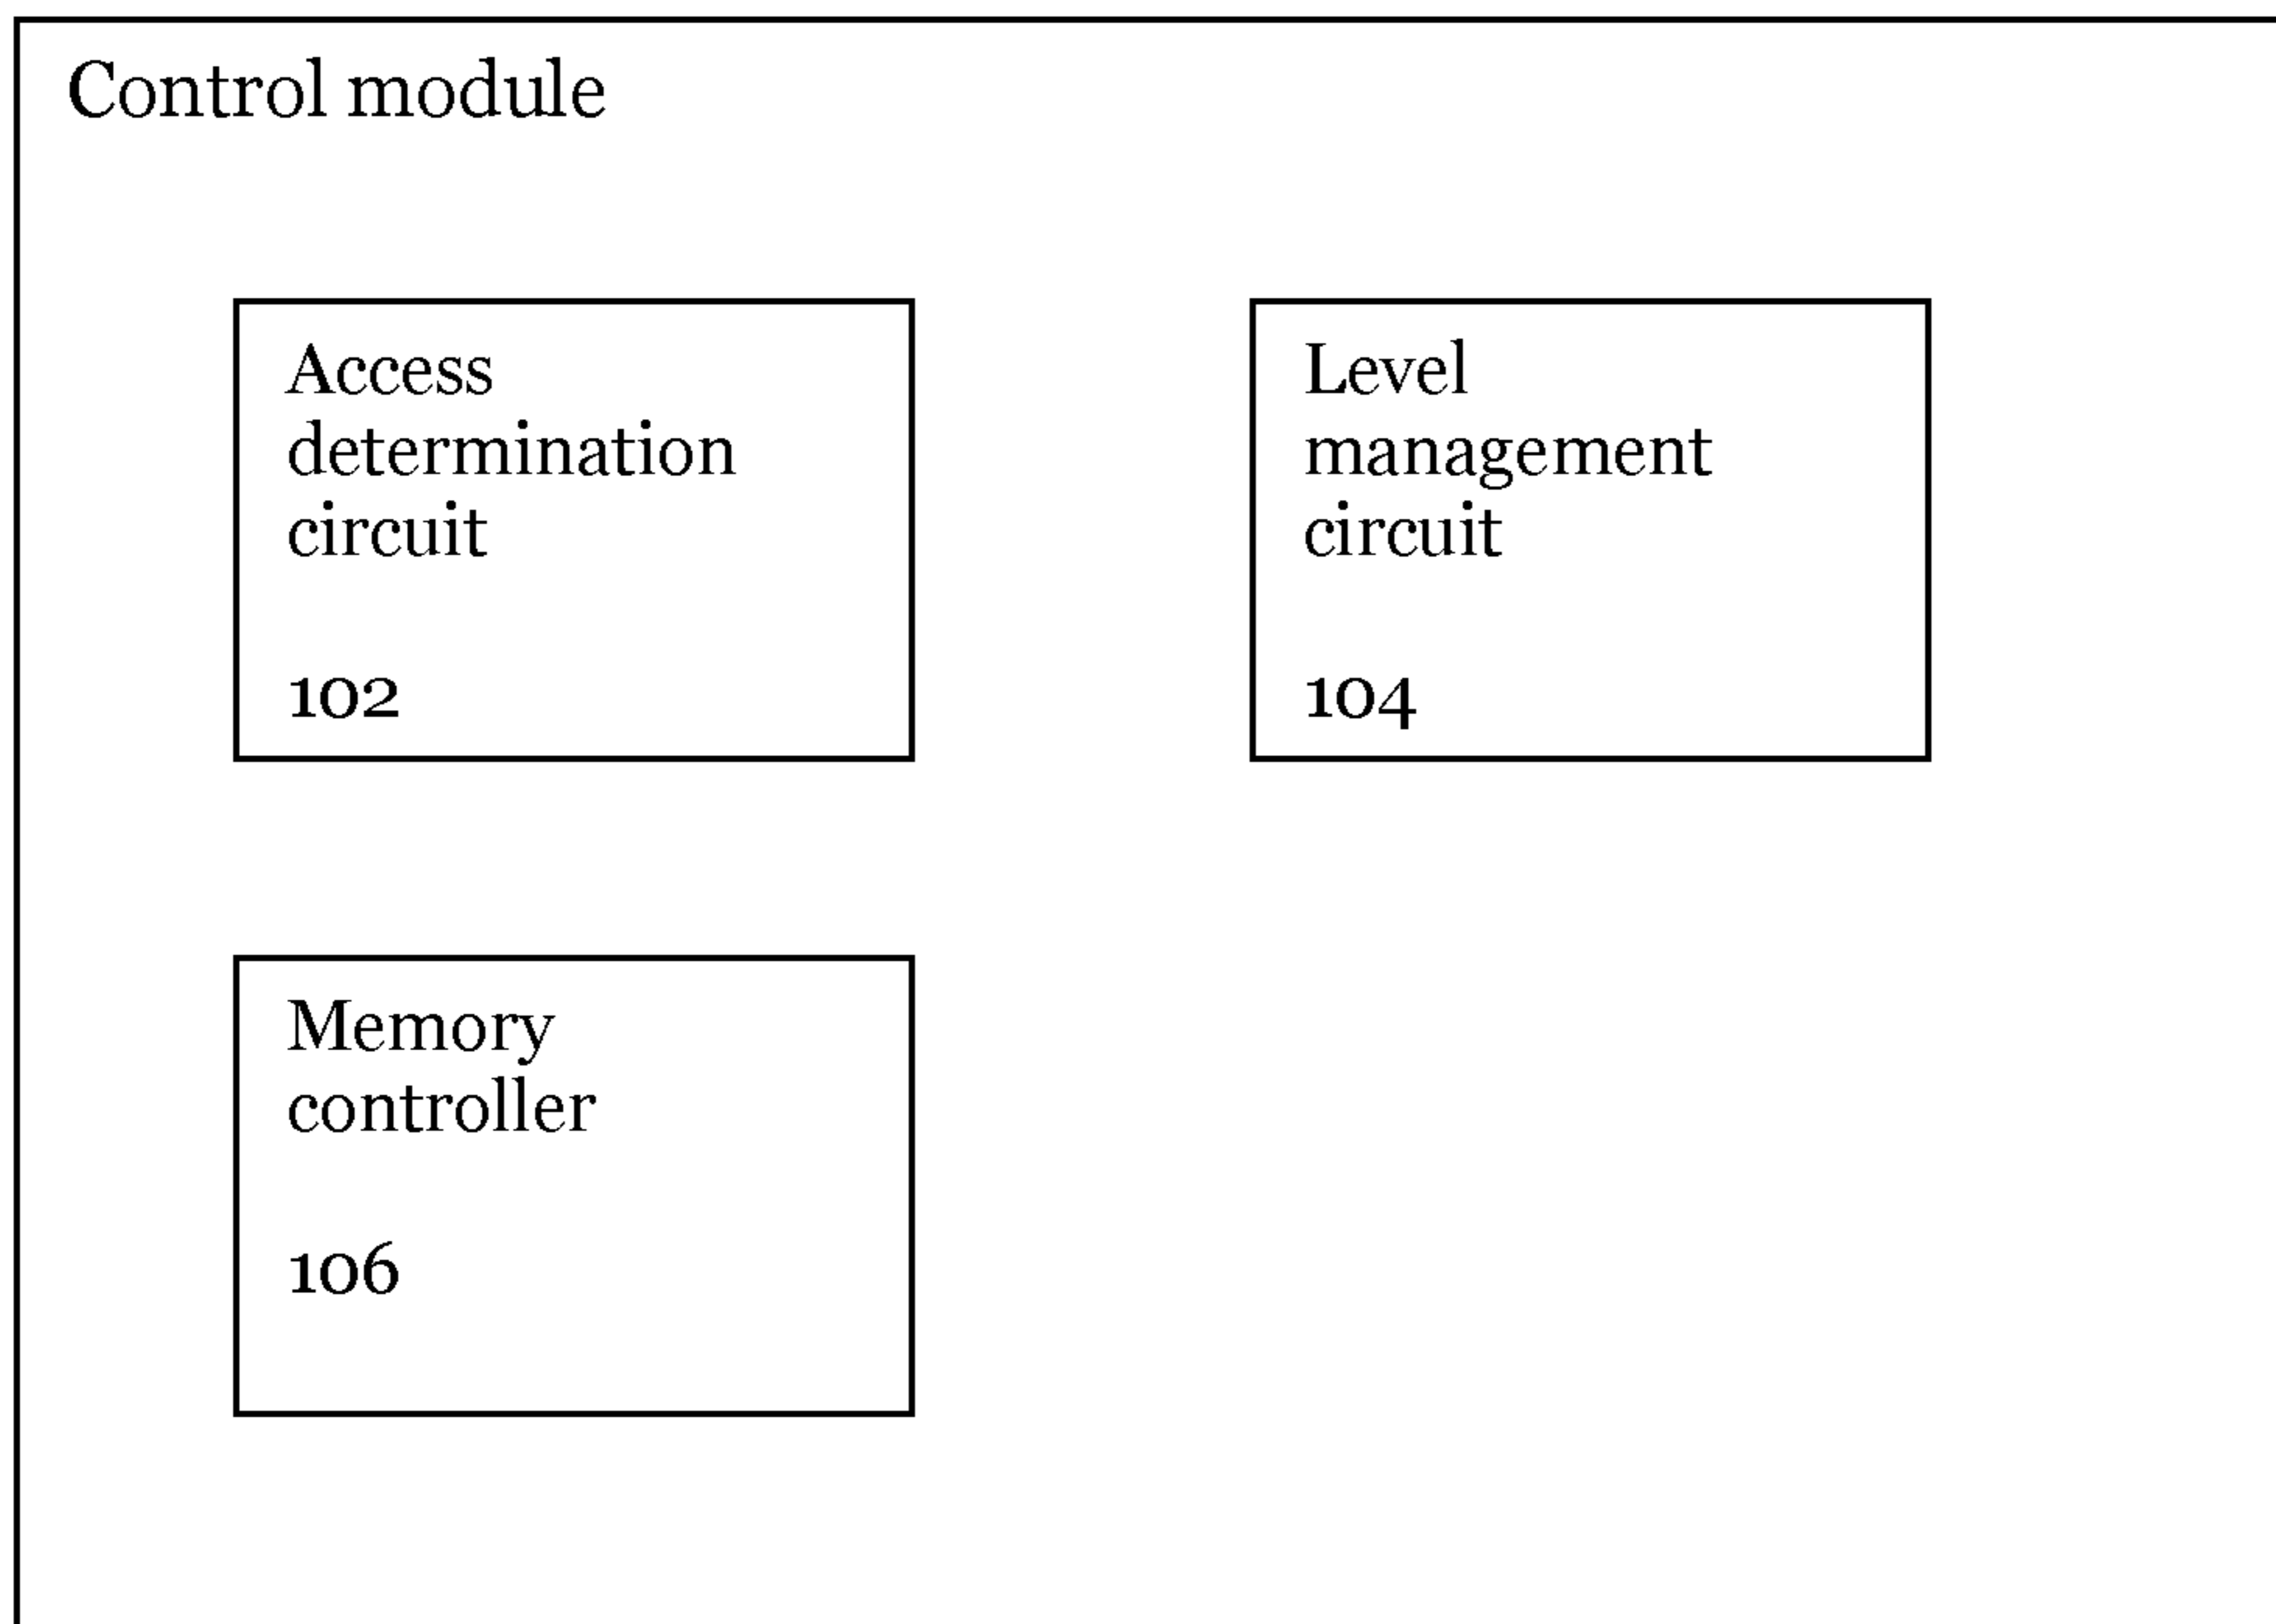 Control module
Access
determination
circuit
102
Level
management
circuit
104
Memory
controller
106